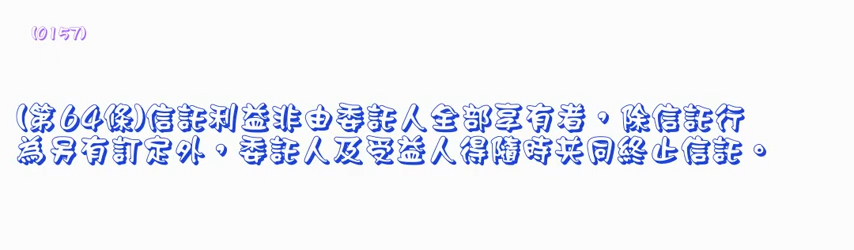 (0157)
(第64條)信託利益非由委託人全部享有者，除信託行
為另有訂定外，委託人及受益人得隨時共同終止信託。